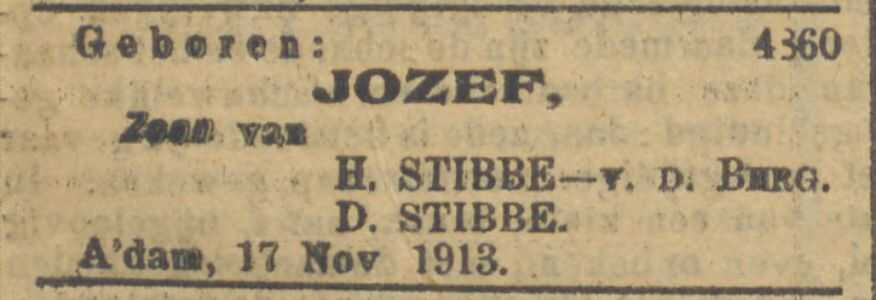 Geboren: 4360
JOZEF,
Zoon van
H. STIBBE—v. D. BERG.
D. STIBBE.
A'dam, 17 Nov 1913.